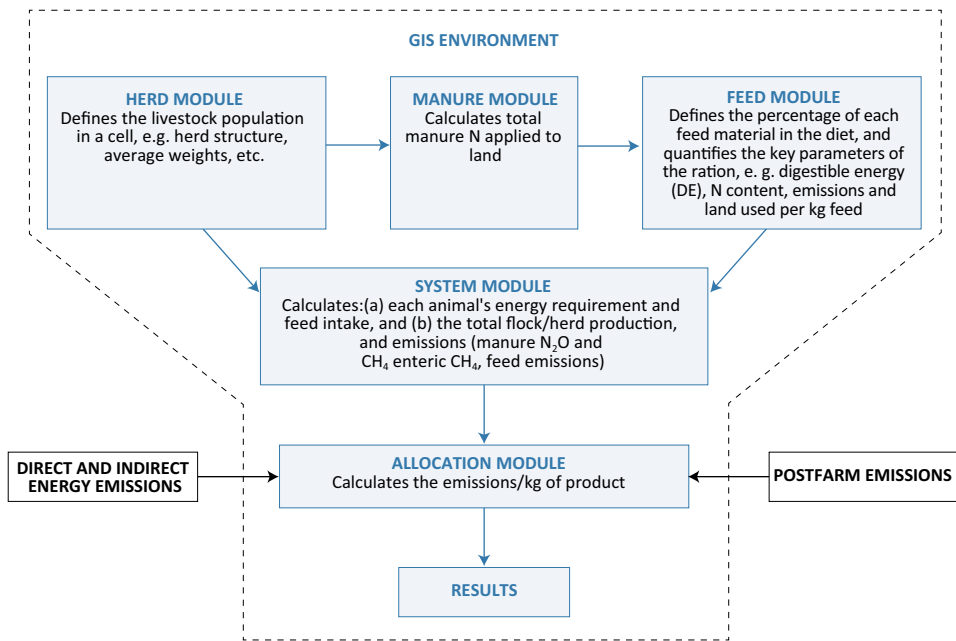 GIS ENVIRONMENT
HERD MODULE
Defines the livestock population
in a cell, e.g. herd structure,
average weights, etc.
MANURE MODULE
Calculates total
manure N applied to
land
FEED MODULE
Defines the percentage of each
feed material in the diet, and
quantifies the key parameters of
the ration, e. g. digestible energy
(DE), N content, emissions and
land used per kg feed
SYSTEM MODULE
Calculates:(a) each animal's energy requirement and
feed intake, and (b) the total flock/herd production,
and emissions (manure N₂O and
CH₄ enteric CH₄, feed emissions)
DIRECT AND INDIRECT
ENERGY EMISSIONS
ALLOCATION MODULE
Calculates the emissions/kg of product
POSTFARM EMISSIONS
RESULTS